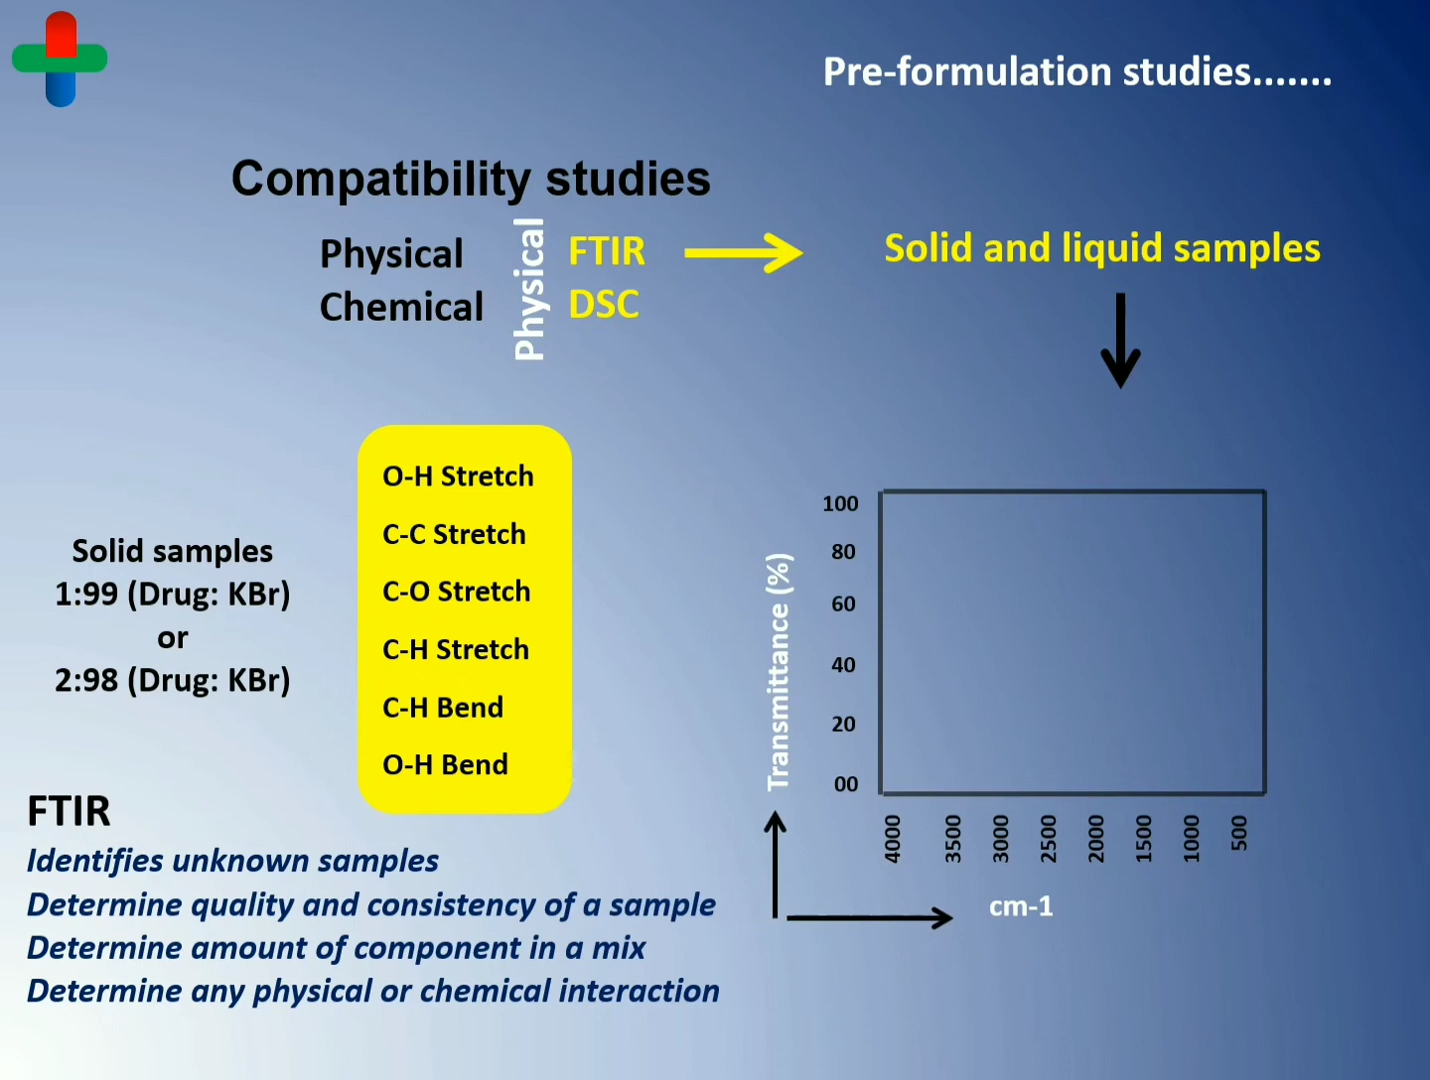 Pre-formulation studies.......
Compatibility studies
Physical
Chemical
Physical
FTIR
DSC
Solid and liquid samples
O-H Stretch
C-C Stretch
C-O Stretch
C-H Stretch
C-H Bend
O-H Bend
Solid samples
1:99 (Drug: KBr)
or
2:98 (Drug: KBr)
FTIR
Identifies unknown samples
Determine quality and consistency of a sample
Determine amount of component in a mix
Determine any physical or chemical interaction
Transmittance (%)
100
80
60
40
20
00
4000 3500 3000 2500 2000 1500 1000 500
cm-1